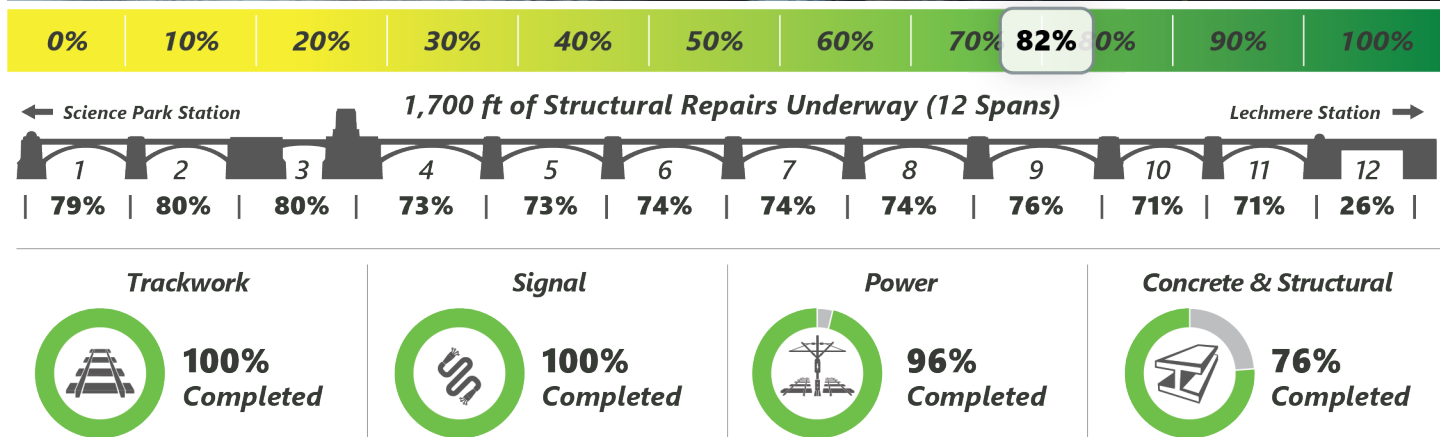 0% 10% 20% 30% 40% 50% 60% 70% 82% 80% 90% 100%
1,700 ft of Structural Repairs Underway (12 Spans)
Science Park Station Lechmere Station
1 2 3 4 5 6 7 8 9 10 11 12
| 79% | 80% | 80% | 73% | 73% | 74% | 74% | 74% | 76% | 71% | 71% | 26% |
Trackwork Signal Power Concrete & Structural
100% 100% 96% 76%
Completed Completed Completed Completed